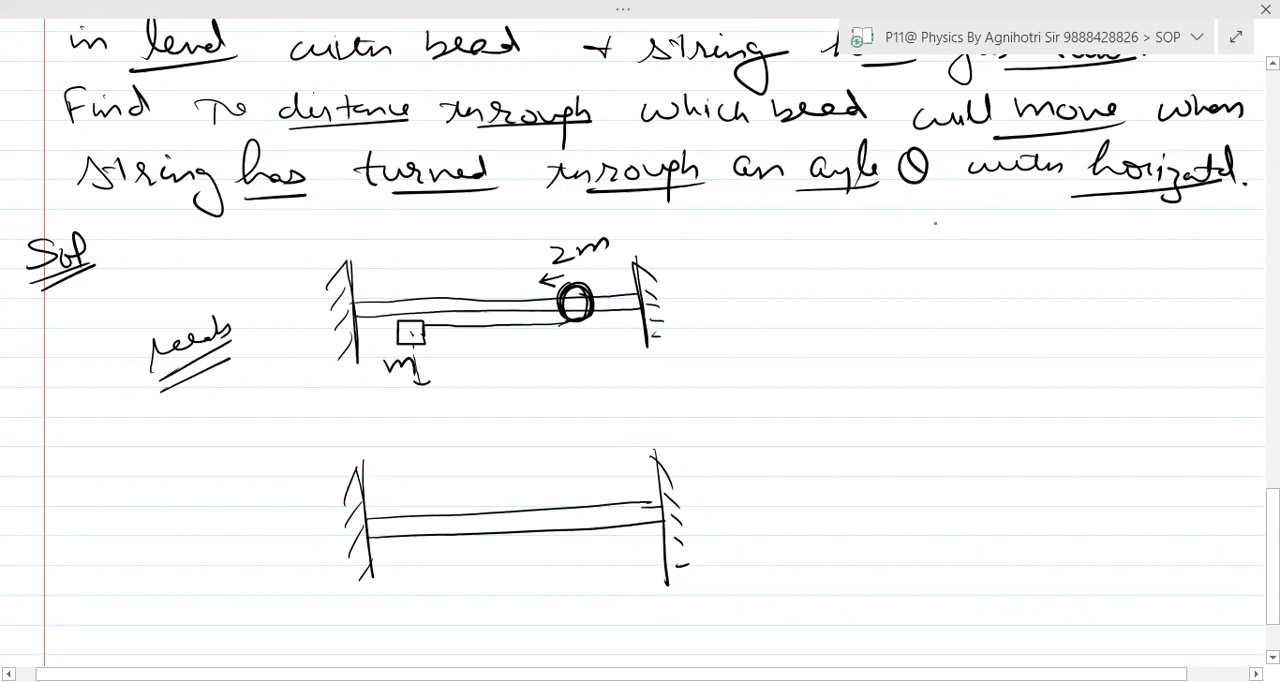 in level with bead & string
P11@ Physics By Agnihotri Sir 9888428826 > SOP
Find the distance through which bead will move when
string has turned through an angle θ with horizontal.
Sol
2m
m